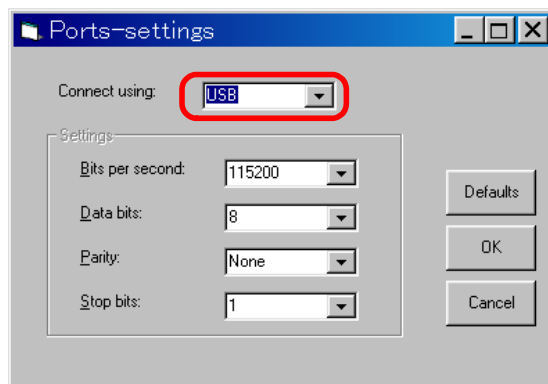 Ports-settings
Connect using: USB
Settings
Bits per second: 115200
Data bits: 8
Parity: None
Stop bits: 1
Defaults
OK
Cancel